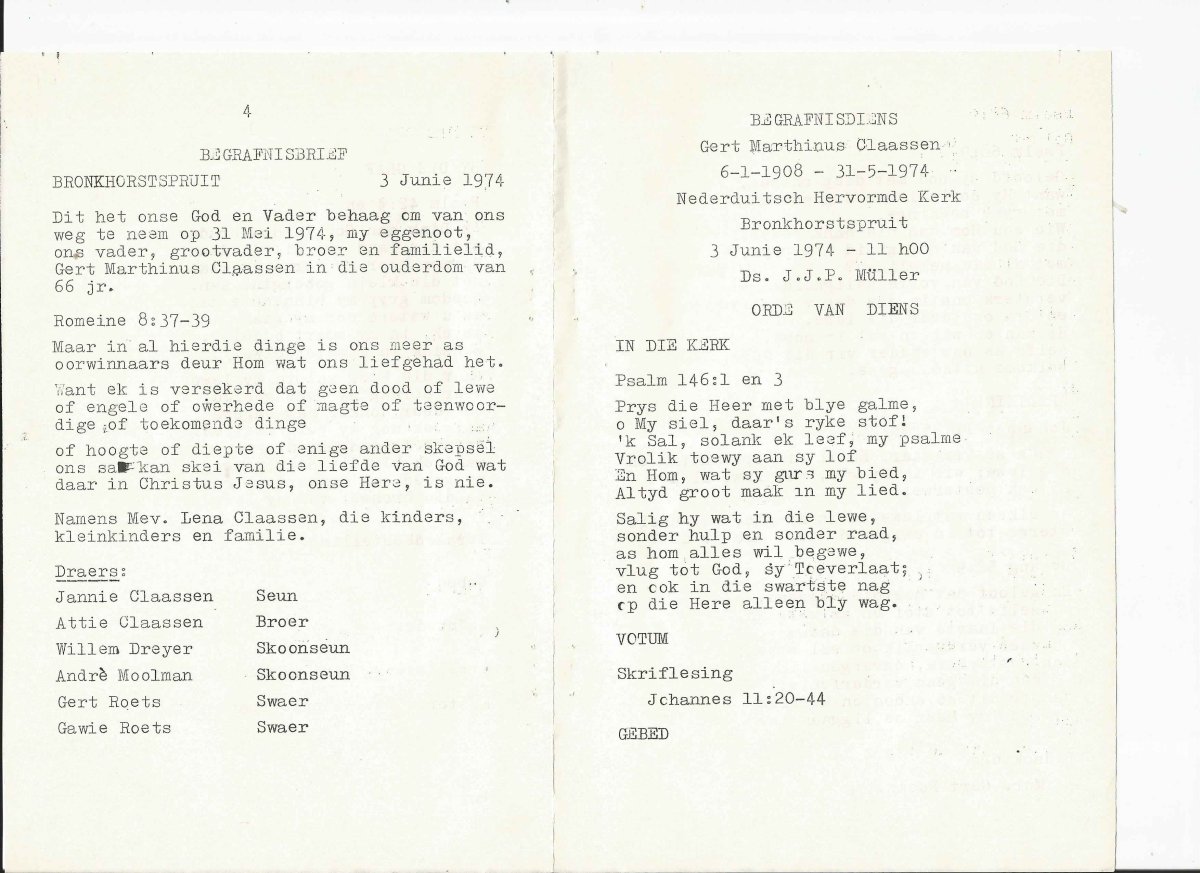 4
BEGRAFNISBRIEF
BRONKHORSTSPRUIT 3 Junie 1974
Dit het onse God en Vader behaag om van ons
weg te neem op 31 Mei 1974, my eggenoot,
ons vader, grootvader, broer en familielid,
Gert Marthinus Claassen in die ouderdom van
66 jr.
Romeine 8:37-39
Maar in al hierdie dinge is ons meer as
oorwinnaars deur Hom wat ons liefgehad het.
Want ek is versekerd dat geen dood of lewe
of engele of owerhede of magte of teenwoor-
dige of toekomende dinge
of hoogte of diepte of enige ander skepsel
ons sal kan skei van die liefde van God wat
daar in Christus Jesus, onse Here, is nie.
Namens Mev. Lena Claassen, die kinders,
kleinkinders en familie.
Draers:
Jannie Claassen Seun
Attie Claassen Broer
Willem Dreyer Skoonseun
Andrè Moolman Skoonseun
Gert Roets Swaer
Gawie Roets Swaer
BEGRAFNISDIENS
Gert Marthinus Claassen
6-1-1908 - 31-5-1974
Nederduitsch Hervormde Kerk
Bronkhorstspruit
3 Junie 1974 - 11 h00
Ds. J.J.P. Müller
ORDE VAN DIENS
IN DIE KERK
Psalm 146:1 en 3
Prys die Heer met blye galme,
o My siel, daar's ryke stof!
'k Sal, solank ek leef, my psalme
Vrolik toewy aan sy lof
En Hom, wat sy guns my bied,
Altyd groot maak in my lied.
Salig hy wat in die lewe,
sonder hulp en sonder raad,
as hom alles wil begewe,
vlug tot God, sy Toeverlaat;
en ook in die swartste nag
op die Here alleen bly wag.
VOTUM
Skriflesing
Johannes 11:20-44
GEBED